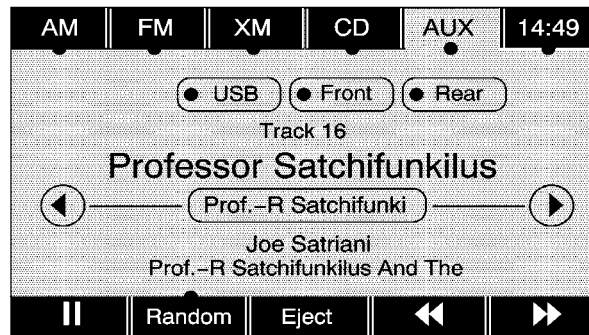 AM FM XM CD AUX 14:49
USB Front Rear
Track 16
Professor Satchifunkilus
Prof.-R Satchifunki
Joe Satriani
Prof.-R Satchifunkilus And The
Random Eject